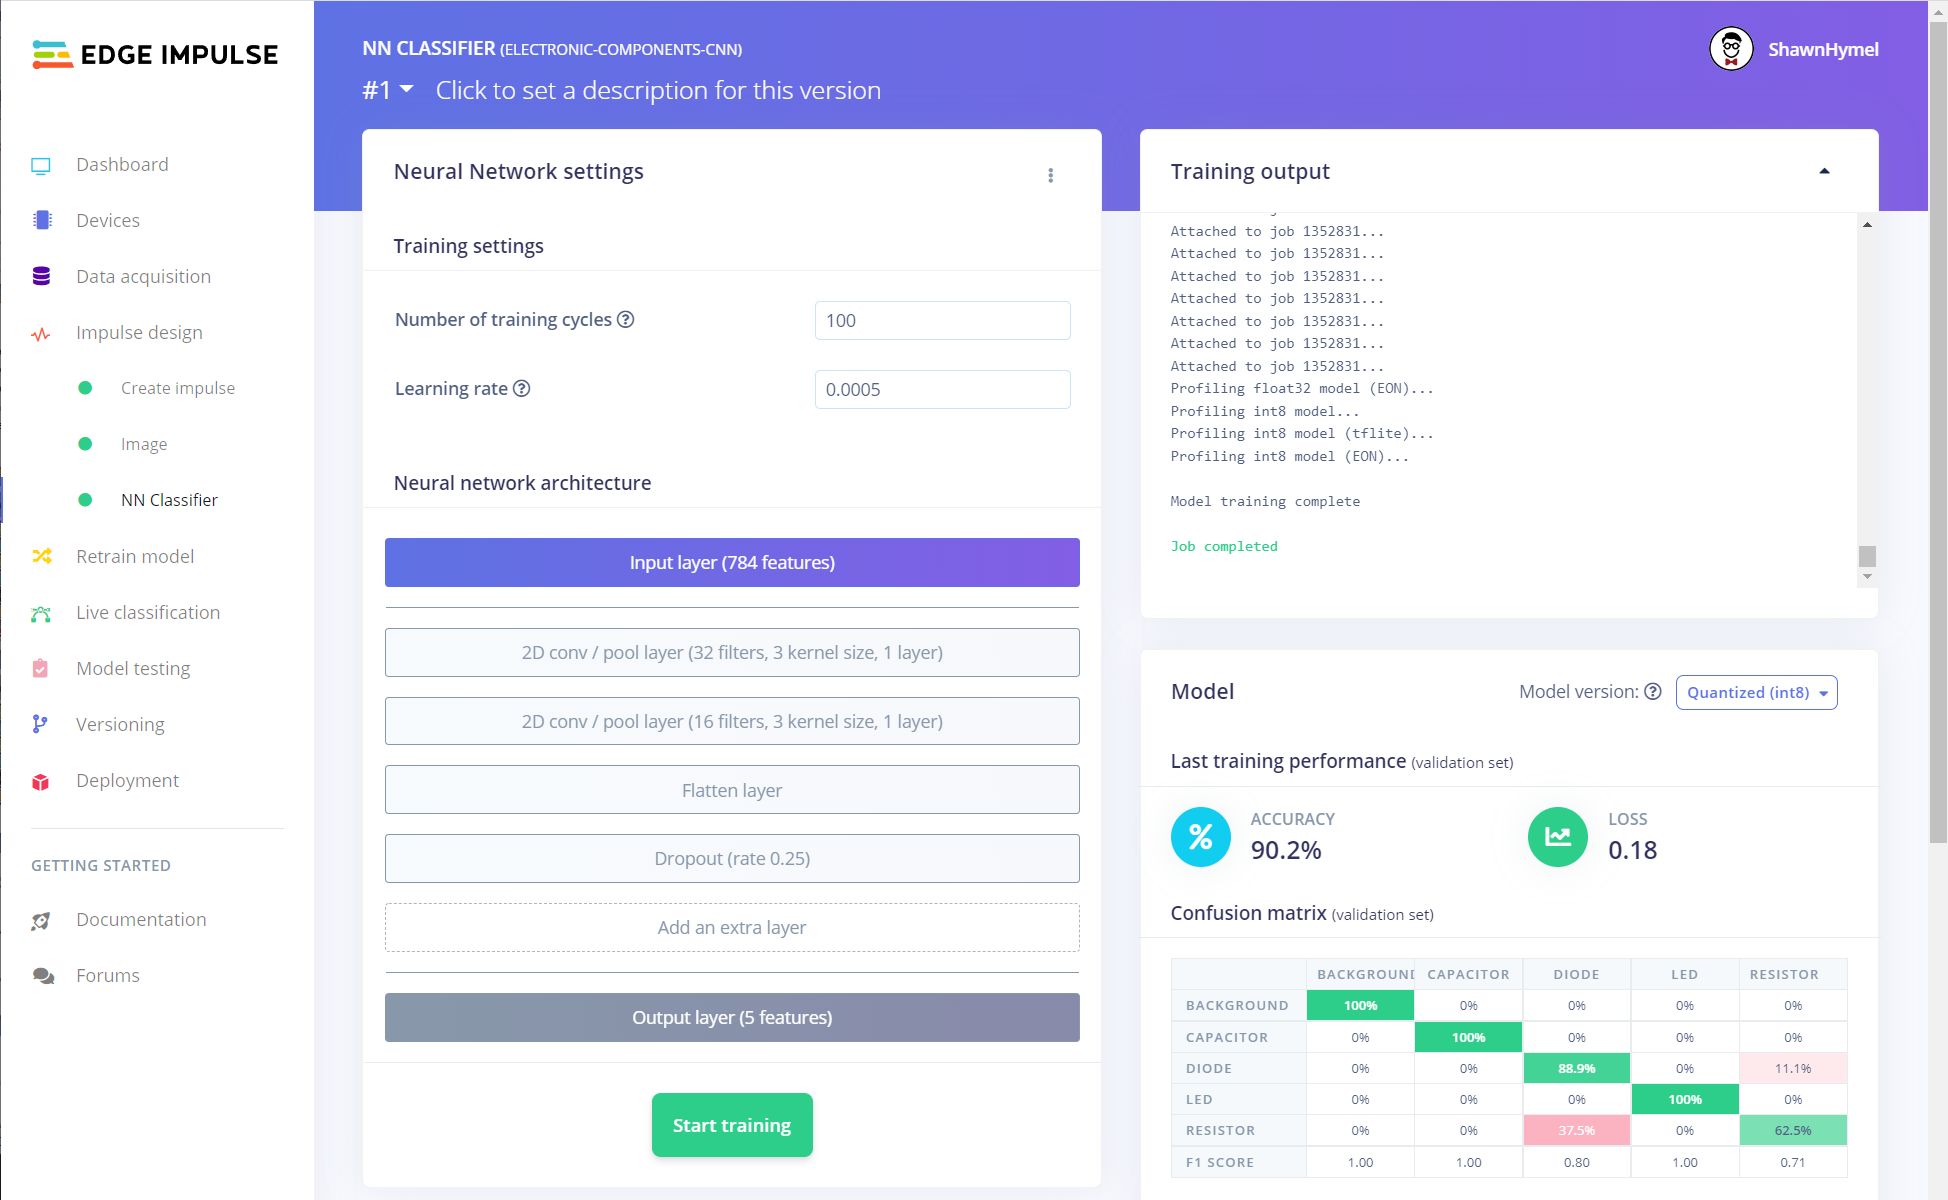 EDGE IMPULSE
Dashboard
Devices
Data acquisition
Impulse design
Create impulse
Image
NN Classifier
Retrain model
Live classification
Model testing
Versioning
Deployment
GETTING STARTED
Documentation
Forums
NN CLASSIFIER (ELECTRONIC-COMPONENTS-CNN)
#1 Click to set a description for this version
ShawnHymel
Neural Network settings
Training settings
Number of training cycles ? 100
Learning rate ? 0.0005
Neural network architecture
Input layer (784 features)
2D conv / pool layer (32 filters, 3 kernel size, 1 layer)
2D conv / pool layer (16 filters, 3 kernel size, 1 layer)
Flatten layer
Dropout (rate 0.25)
Add an extra layer
Output layer (5 features)
Start training
Training output
Attached to job 1352831...
Attached to job 1352831...
Attached to job 1352831...
Attached to job 1352831...
Attached to job 1352831...
Attached to job 1352831...
Attached to job 1352831...
Profiling float32 model (EON)...
Profiling int8 model...
Profiling int8 model (tflite)...
Profiling int8 model (EON)...
Model training complete
Job completed
Model
Model version: ? Quantized (int8)
Last training performance (validation set)
% ACCURACY
90.2%
LOSS
0.18
Confusion matrix (validation set)
BACKGROUND CAPACITOR DIODE LED RESISTOR
BACKGROUND 100% 0% 0% 0% 0%
CAPACITOR 0% 100% 0% 0% 0%
DIODE 0% 0% 88.9% 0% 11.1%
LED 0% 0% 0% 100% 0%
RESISTOR 0% 0% 37.5% 0% 62.5%
F1 SCORE 1.00 1.00 0.80 1.00 0.71